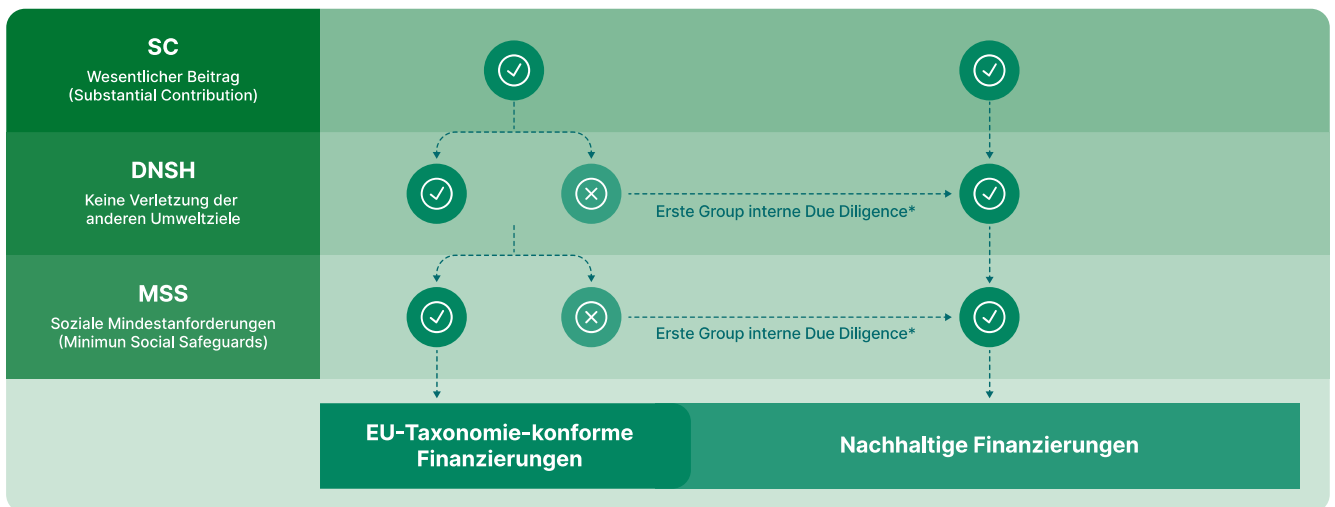 SC
Wesentlicher Beitrag
(Substantial Contribution)
DNSH
Keine Verletzung der
anderen Umweltziele
Erste Group interne Due Diligence*
MSS
Soziale Mindestanforderungen
(Minimun Social Safeguards)
Erste Group interne Due Diligence*
EU-Taxonomie-konforme
Finanzierungen
Nachhaltige Finanzierungen